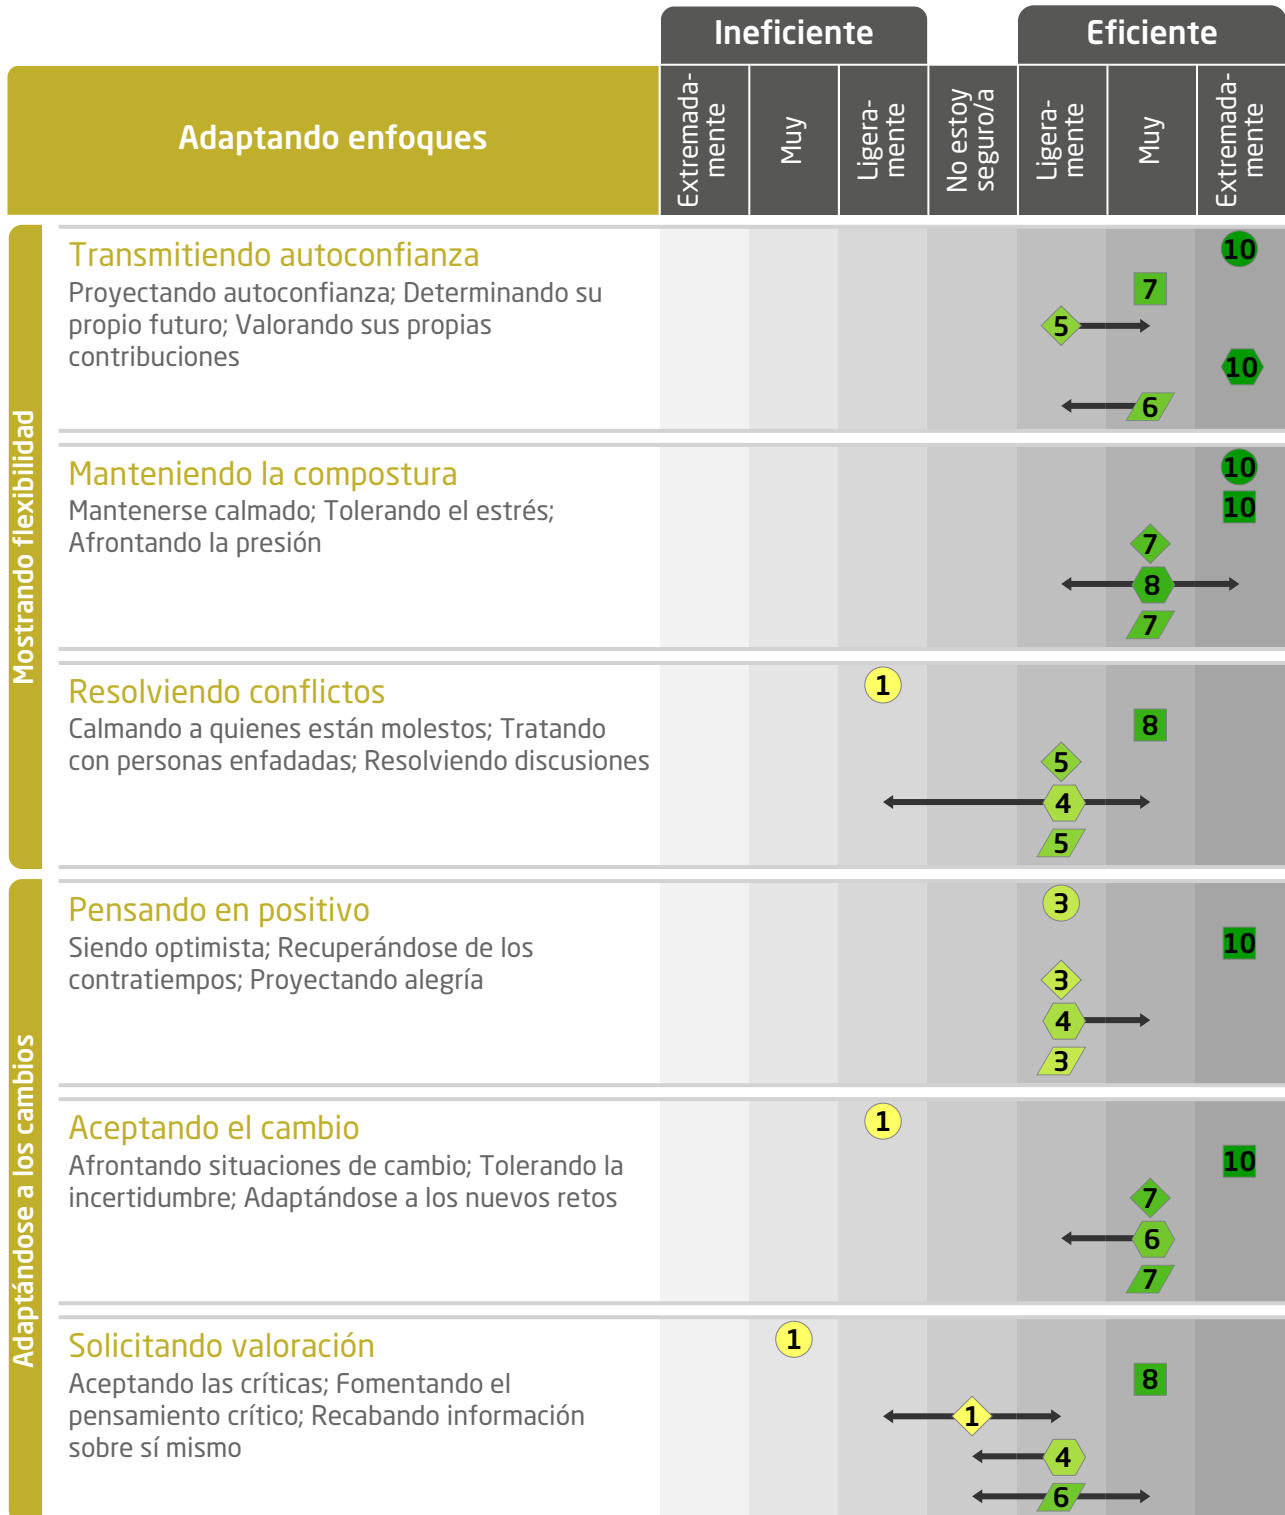 Ineficiente
Eficiente
Adaptando enfoques
Extremada-
mente
Muy
Ligera-
mente
No estoy
seguro/a
Ligera-
mente
Muy
Extremada-
mente
Mostrando flexibilidad
Transmitiendo autoconfianza
Proyectando autoconfianza; Determinando su
propio futuro; Valorando sus propias
contribuciones
10
7
5
10
6
Manteniendo la compostura
Mantenerse calmado; Tolerando el estrés;
Afrontando la presión
10
10
7
8
7
Resolviendo conflictos
Calmando a quienes están molestos; Tratando
con personas enfadadas; Resolviendo discusiones
1
8
5
4
5
Adaptándose a los cambios
Pensando en positivo
Siendo optimista; Recuperándose de los
contratiempos; Proyectando alegría
3
10
3
4
3
Aceptando el cambio
Afrontando situaciones de cambio; Tolerando la
incertidumbre; Adaptándose a los nuevos retos
1
10
7
6
7
Solicitando valoración
Aceptando las críticas; Fomentando el
pensamiento crítico; Recabando información
sobre sí mismo
1
8
1
4
6